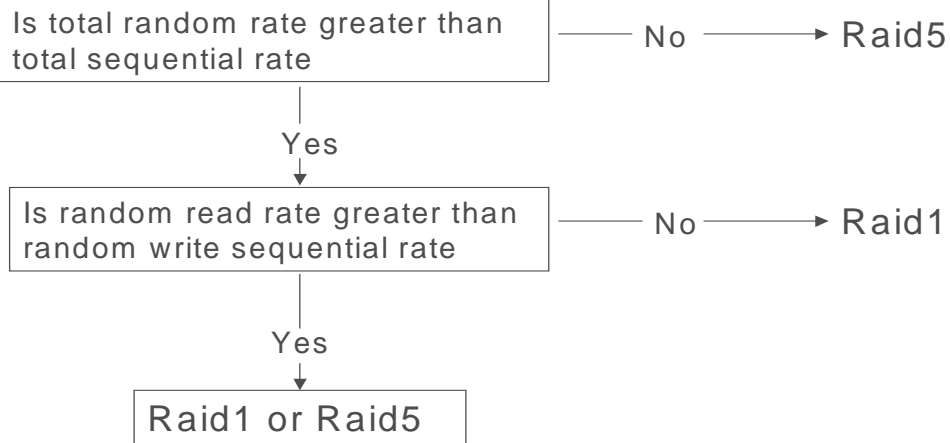 Is total random rate greater than
total sequential rate
No
Raid5
Yes
Is random read rate greater than
random write sequential rate
No
Raid1
Yes
Raid1 or Raid5